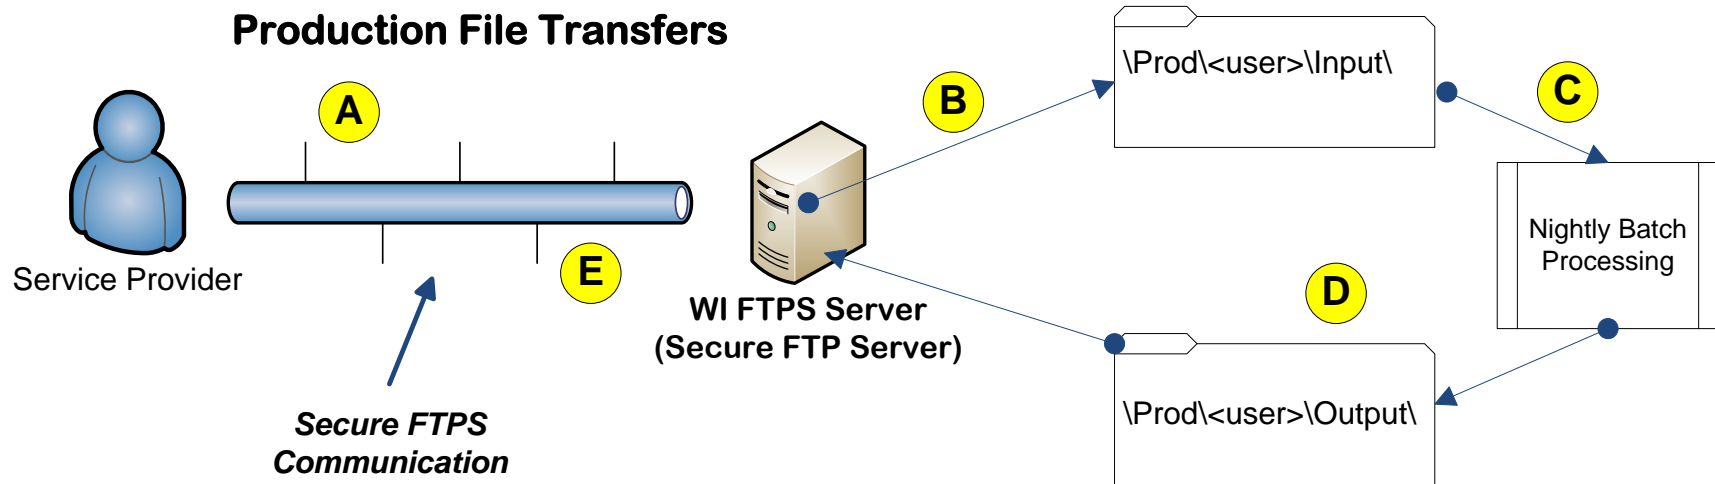 Production File Transfers
A
B
\Prod\<user>\Input\
C
Service Provider
E
WI FTPS Server
(Secure FTP Server)
D
Nightly Batch
Processing
\Prod\<user>\Output\
Secure FTPS
Communication